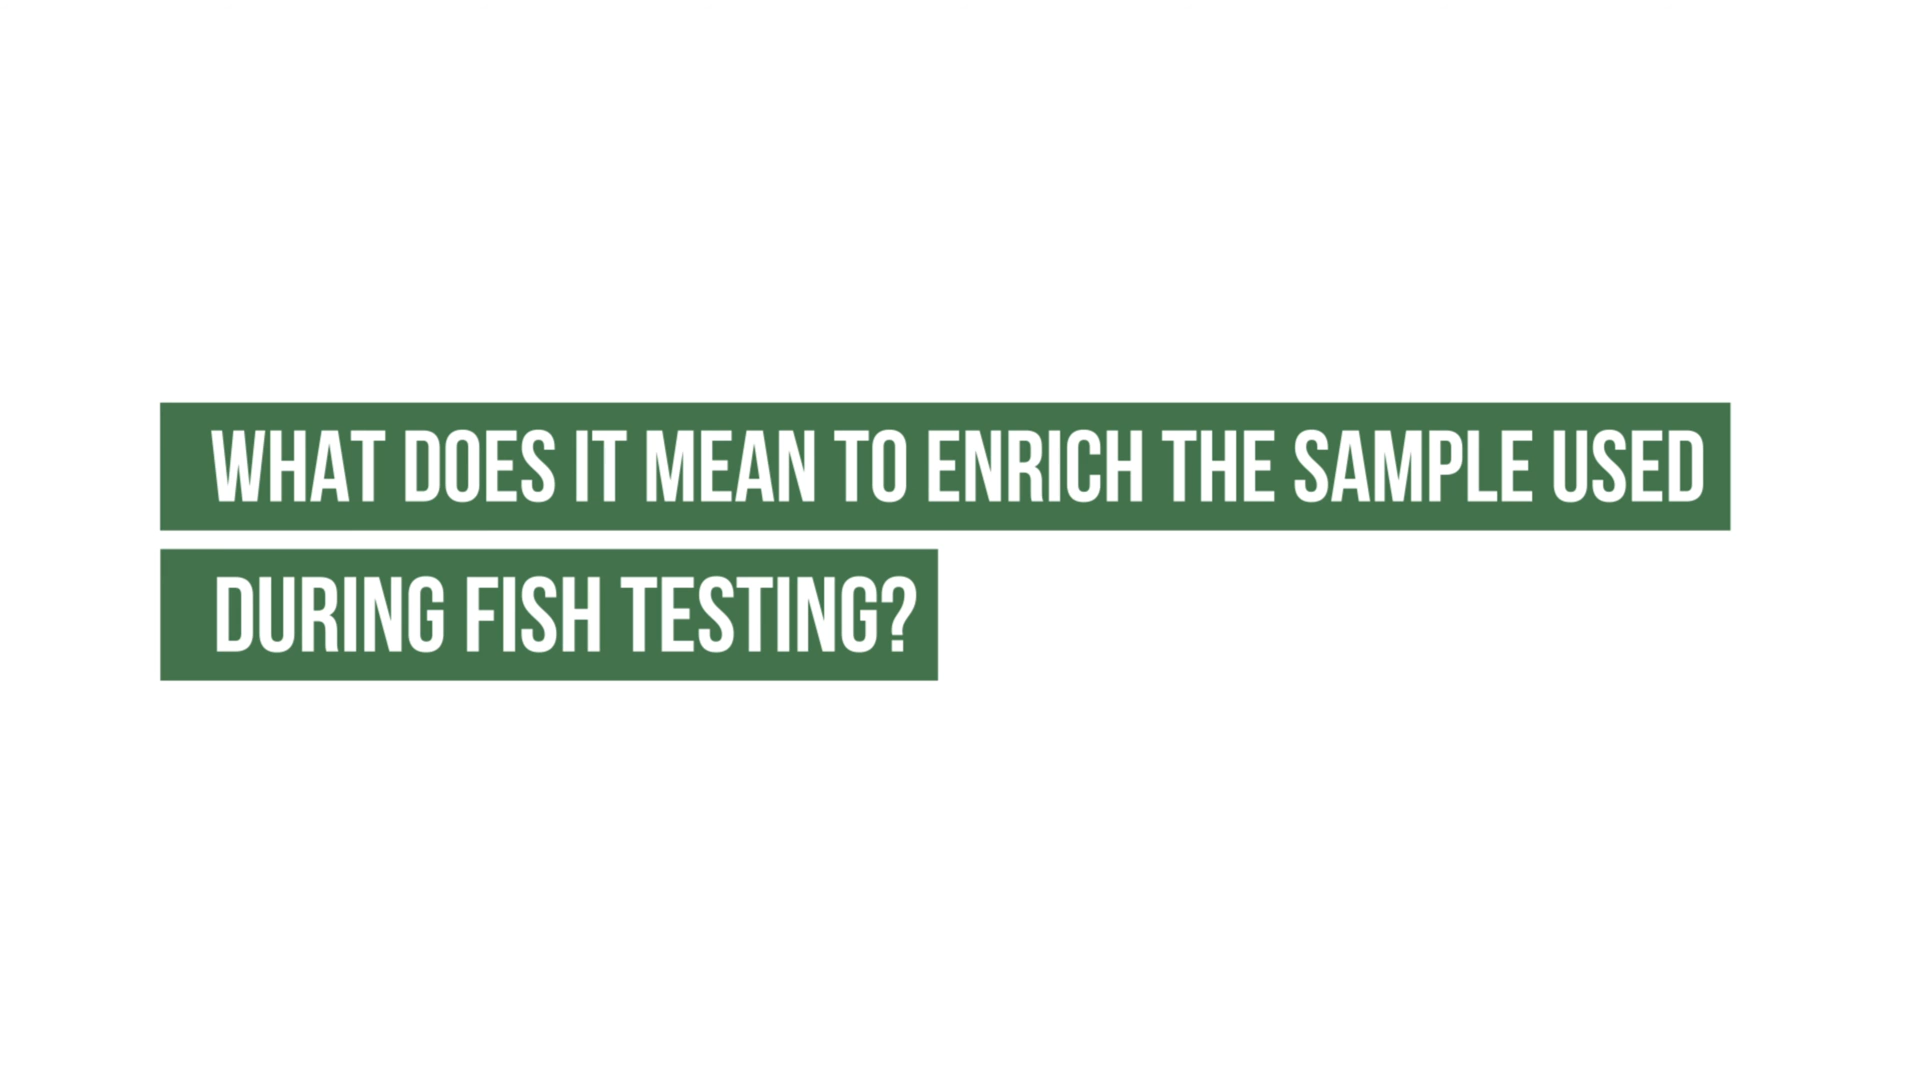 WHAT DOES IT MEAN TO ENRICH THE SAMPLE USED
DURING FISH TESTING?